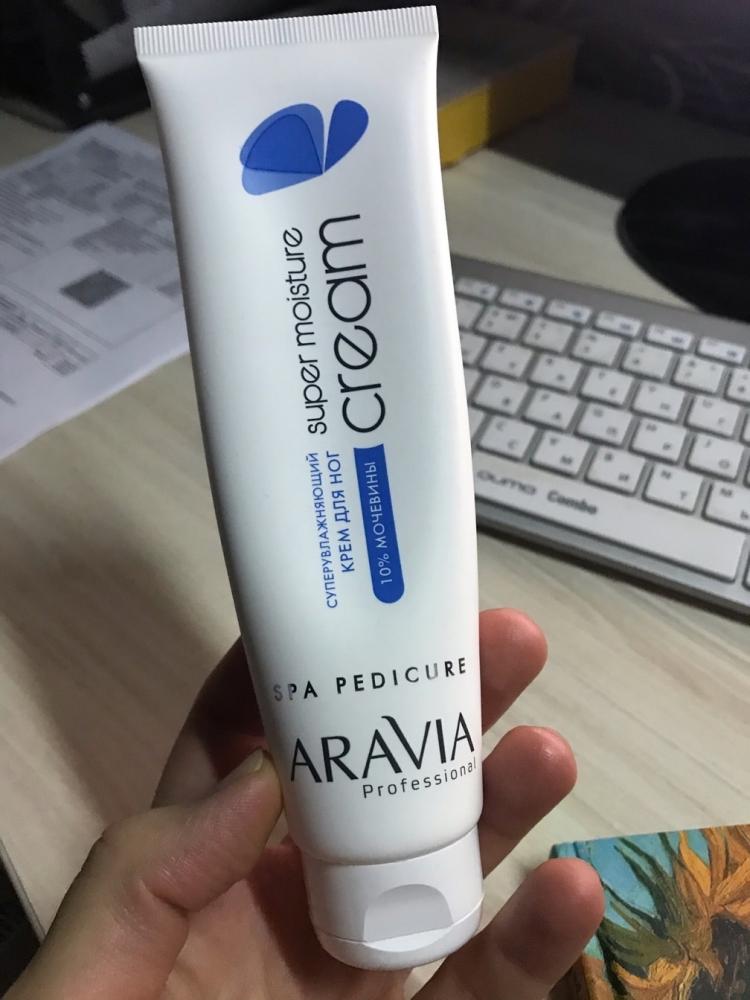 super moisture
cream
СУПЕРУВЛАЖНЯЮЩИЙ
КРЕМ ДЛЯ НОГ
10% МОЧЕВИНЫ
SPA PEDICURE
ARAVIA
Professional
Combo